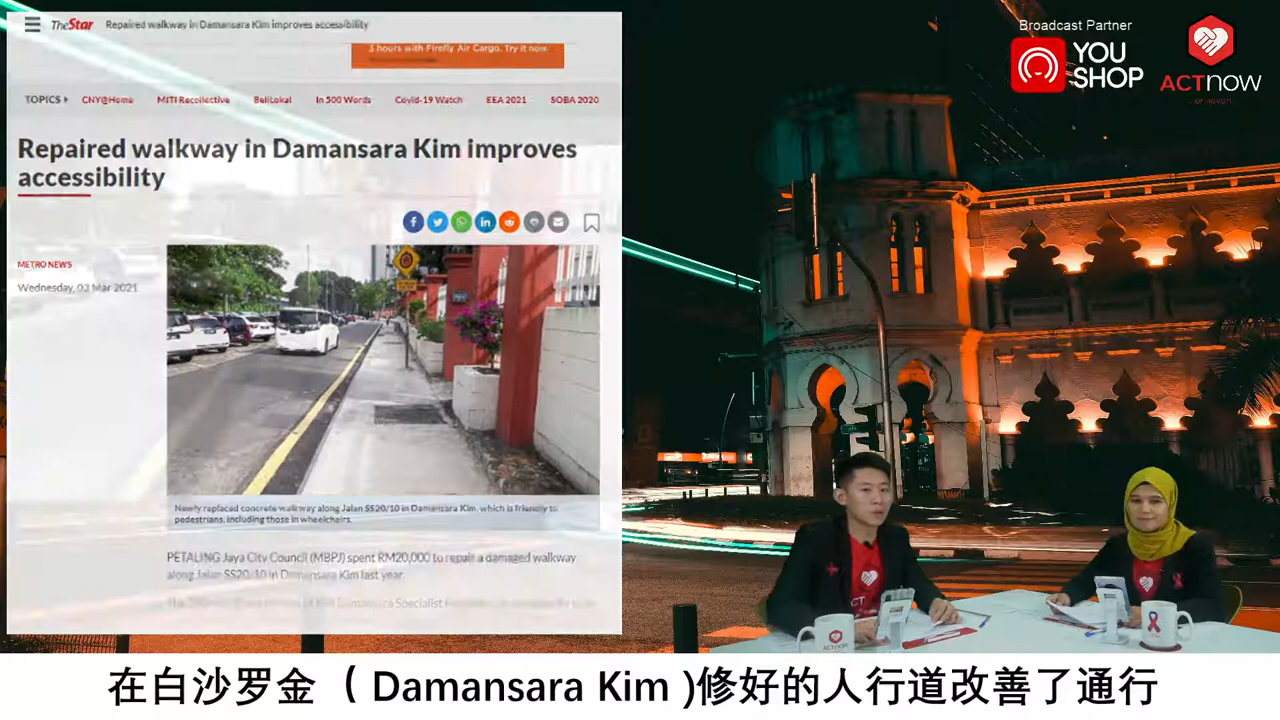 TheStar Repaired walkway in Damansara Kim improves accessibility
3 hours with Firefly Air Cargo. Try it now.
TOPICS CNY@Home MITI Recollective BeliLokal In 500 Words Covid-19 Watch EEA 2021 SOBA 2020
Repaired walkway in Damansara Kim improves
accessibility
METRO NEWS
Wednesday, 03 Mar 2021
Newly replaced concrete walkway along Jalan SS20/10 in Damansara Kim, which is friendly to
pedestrians, including those in wheelchairs.
PETALING Jaya City Council (MBPJ) spent RM20,000 to repair a damaged walkway
along Jalan SS20/10 in Damansara Kim last year.
Broadcast Partner
YOU
SHOP
ACTNOW
在白沙罗金（Damansara Kim)修好的人行道改善了通行